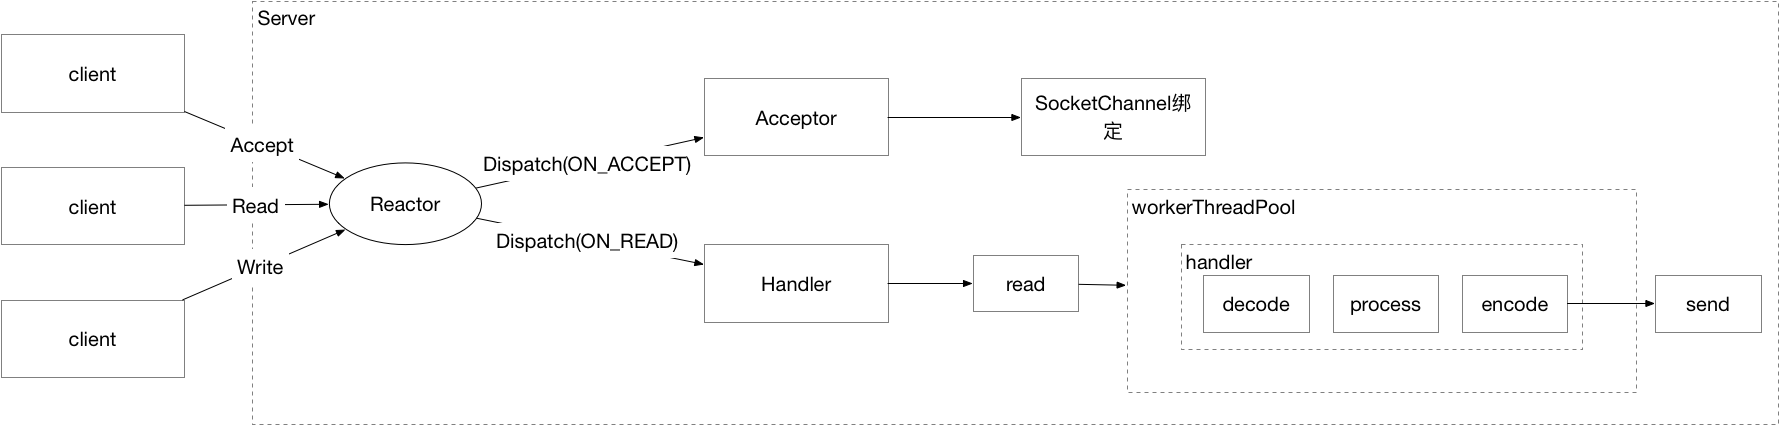 Server
client
client
client
Accept
Read
Write
Reactor
Dispatch(ON_ACCEPT)
Dispatch(ON_READ)
Acceptor
SocketChannel绑
定
Handler
read
workerThreadPool
handler
decode
process
encode
send